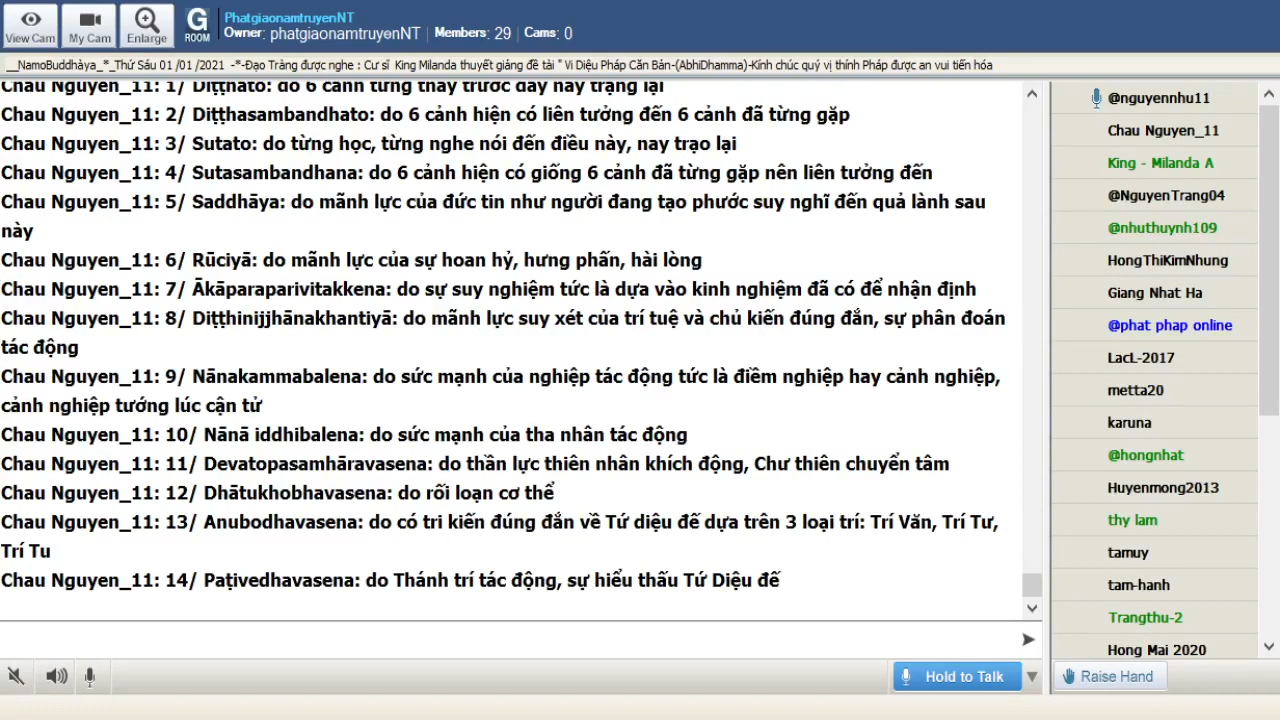 View Cam
My Cam
Enlarge
G
ROOM
PhatgiaonamtruyenNT
Owner: phatgiaonamtruyenNT | Members: 29 | Cams: 0
__NamoBuddhàya_*_Thứ Sáu 01 /01 /2021 -*-Đạo Tràng được nghe : Cư sĩ King Milanda thuyết giảng đề tài " Vi Diệu Pháp Căn Bản-(AbhiDhamma)-Kính chúc quý vị thính Pháp được an vui tiến hóa
Chau Nguyen_11: 1/ Diṭṭhato: do 6 cảnh từng thấy trước đây nay trạng lại
Chau Nguyen_11: 2/ Diṭṭhasambandhato: do 6 cảnh hiện có liên tưởng đến 6 cảnh đã từng gặp
Chau Nguyen_11: 3/ Sutato: do từng học, từng nghe nói đến điều này, nay trạo lại
Chau Nguyen_11: 4/ Sutasambandhana: do 6 cảnh hiện có giống 6 cảnh đã từng gặp nên liên tưởng đến
Chau Nguyen_11: 5/ Saddhāya: do mãnh lực của đức tin như người đang tạo phước suy nghĩ đến quả lành sau
này
Chau Nguyen_11: 6/ Rūciyā: do mãnh lực của sự hoan hỷ, hưng phấn, hài lòng
Chau Nguyen_11: 7/ Ākāparaparivitakkena: do sự suy nghiệm tức là dựa vào kinh nghiệm đã có để nhận định
Chau Nguyen_11: 8/ Diṭṭhinijjhānakhantiyā: do mãnh lực suy xét của trí tuệ và chủ kiến đúng đắn, sự phân đoán
tác động
Chau Nguyen_11: 9/ Nānakammabalena: do sức mạnh của nghiệp tác động tức là điềm nghiệp hay cảnh nghiệp,
cảnh nghiệp tướng lúc cận tử
Chau Nguyen_11: 10/ Nānā iddhibalena: do sức mạnh của tha nhân tác động
Chau Nguyen_11: 11/ Devatopasamhāravasena: do thần lực thiên nhân khích động, Chư thiên chuyển tâm
Chau Nguyen_11: 12/ Dhātukhobhavasena: do rối loạn cơ thể
Chau Nguyen_11: 13/ Anubodhavasena: do có tri kiến đúng đắn về Tứ diệu đế dựa trên 3 loại trí: Trí Văn, Trí Tư,
Trí Tu
Chau Nguyen_11: 14/ Paṭivedhavasena: do Thánh trí tác động, sự hiểu thấu Tứ Diệu đế
@nguyennhu11
Chau Nguyen_11
King - Milanda A
@NguyenTrang04
@nhuthuynh109
HongThiKimNhung
Giang Nhat Ha
@phat phap online
LacL-2017
metta20
karuna
@hongnhat
Huyenmong2013
thy lam
tamuy
tam-hanh
Trangthu-2
Hong Mai 2020
Hold to Talk
Raise Hand